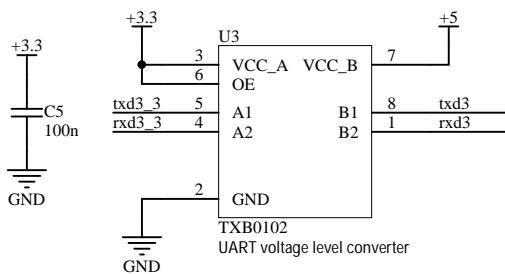 +3.3
C5
100n
GND
+3.3
U3
+5
3 VCC_A VCC_B 7
6 OE
txd3_3 5 A1 B1 8 txd3
rxd3_3 4 A2 B2 1 rxd3
2 GND
GND
TXB0102
UART voltage level converter